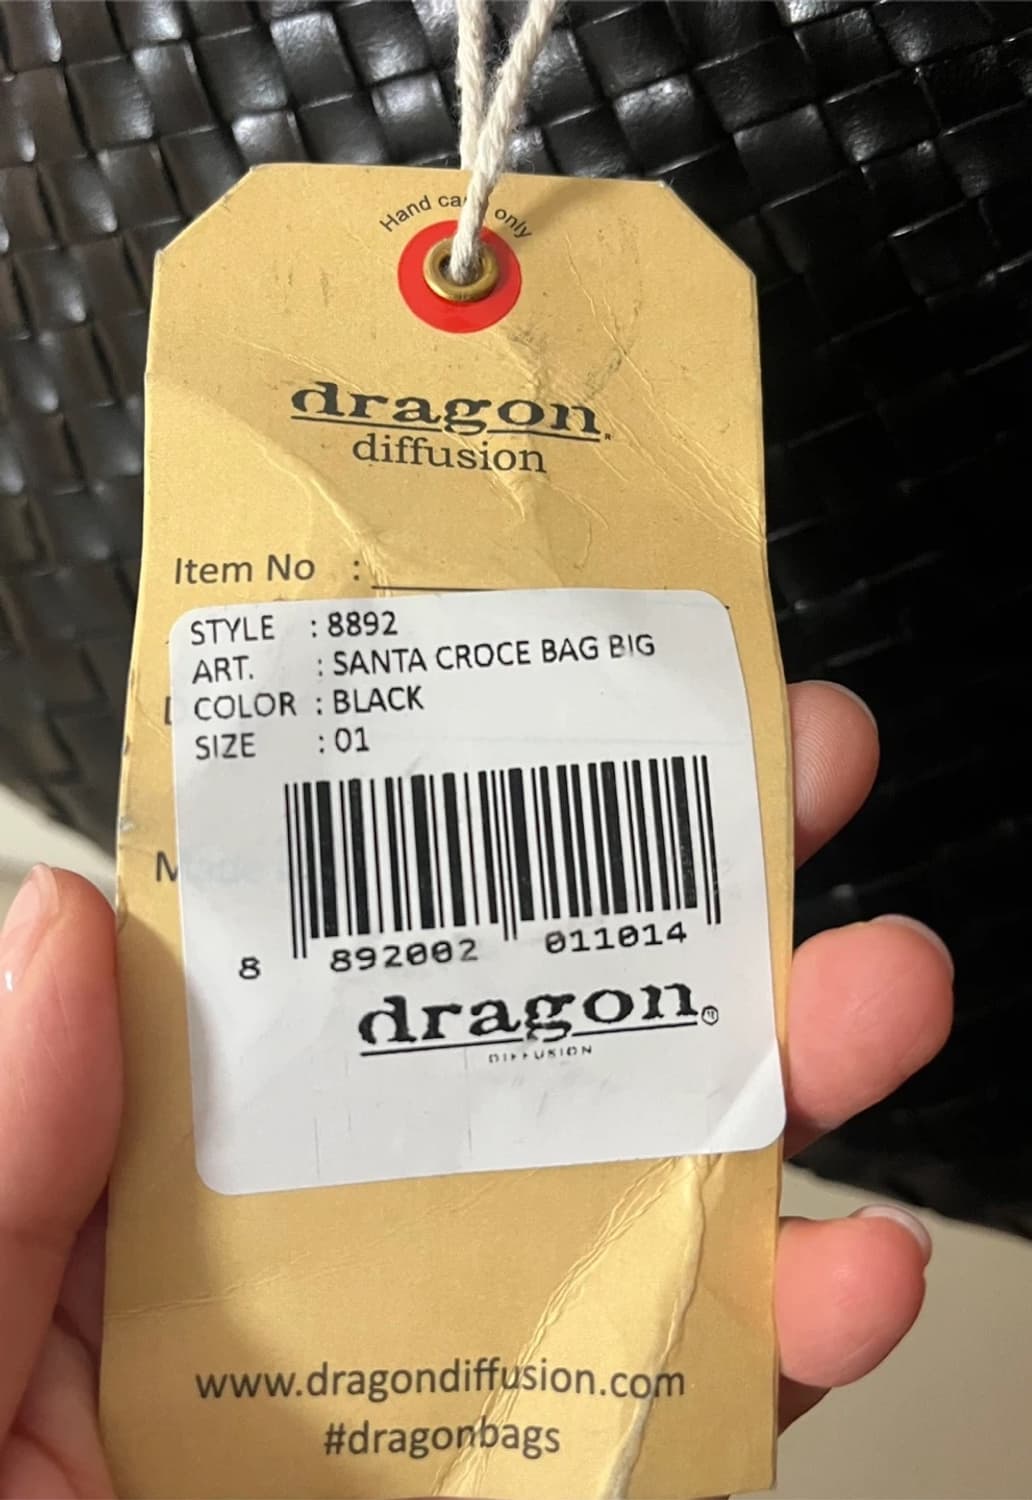 Hand only
dragon®
diffusion
Item No :
STYLE : 8892
ART. : SANTA CROCE BAG BIG
COLOR : BLACK
SIZE : 01
8 892002 011014
dragon®
DIFFUSION
www.dragondiffusion.com
#dragonbags